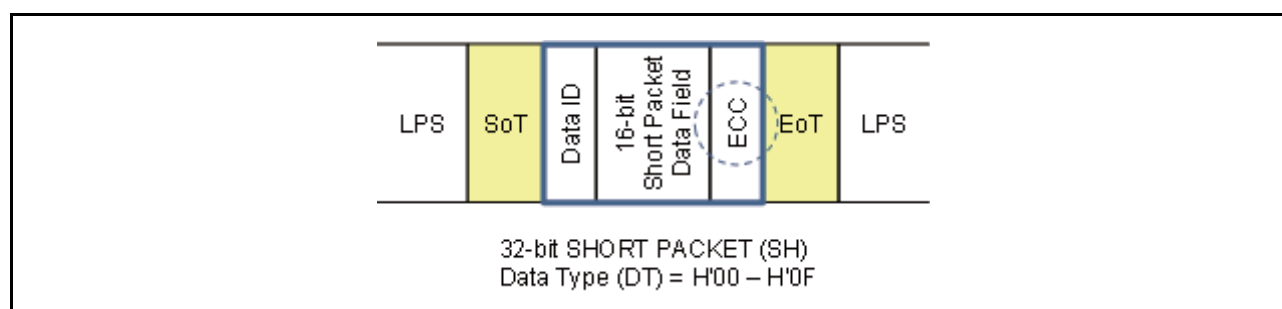 LPS
SoT
Data ID
16-bit
Short Packet
Data Field
ECC
EoT
LPS
32-bit SHORT PACKET (SH)
Data Type (DT) = H'00 – H'0F